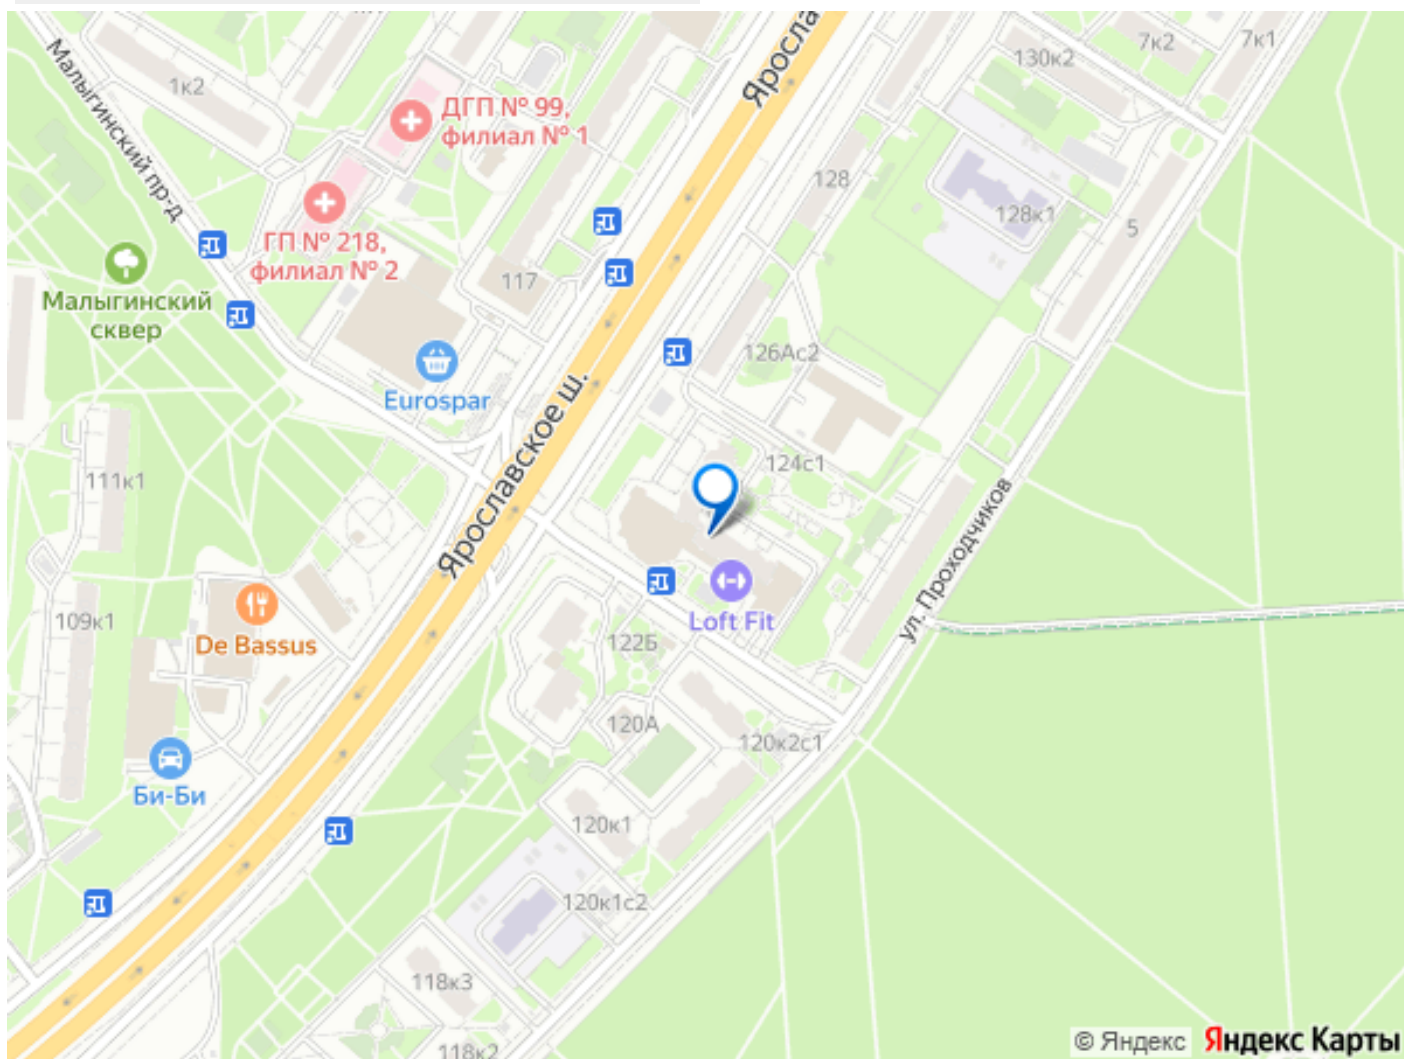 Яросла
7к2
7к1
130к2
Малыгинский пр-д
1к2
ДГП № 99,
филиал № 1
128
128к1
5
ГП № 218,
филиал № 2
117
Малыгинский
сквер
126Ас2
Eurospar
Ярославское ш.
124с1
111к1
ул. Проходчиков
Loft Fit
109к1
De Bassus
122Б
120А
120к2с1
Би-Би
120к1
120к1с2
118к3
118к2
© Яндекс Яндекс Карты